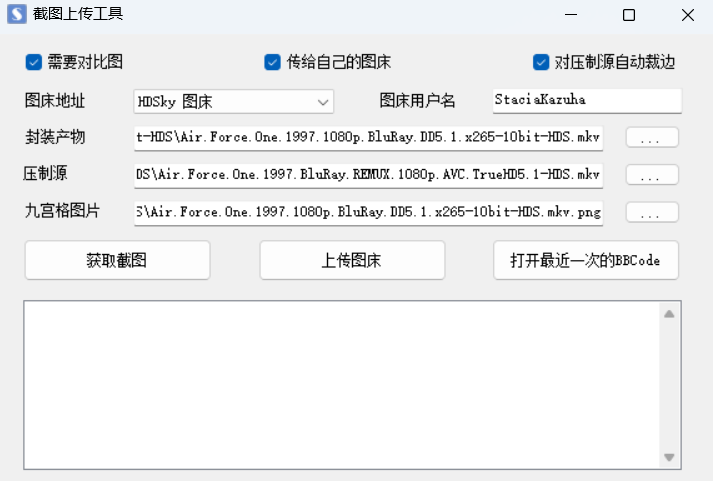 截图上传工具
需要对比图 传给自己的图床 对压制源自动裁边
图床地址 HDSky 图床 图床用户名 StaciaKazuha
封装产物 t-HDS\Air.Force.One.1997.1080p.BluRay.DD5.1.x265-10bit-HDS.mkv ...
压制源 DS\Air.Force.One.1997.BluRay.REMUX.1080p.AVC.TrueHD5.1-HDS.mkv ...
九宫格图片 S\Air.Force.One.1997.1080p.BluRay.DD5.1.x265-10bit-HDS.mkv.png ...
获取截图 上传图床 打开最近一次的BBCode